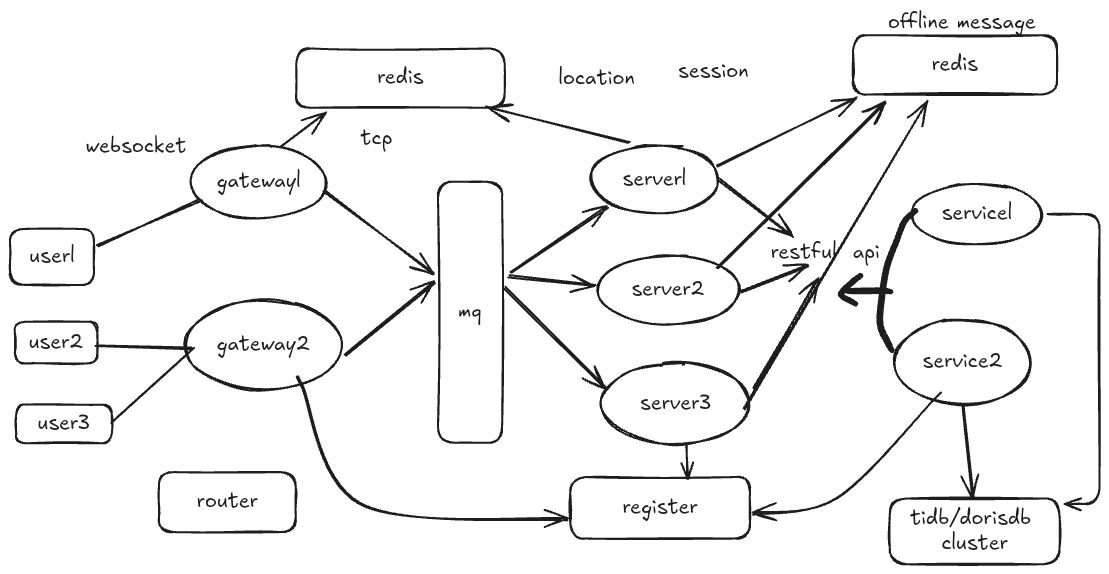 offline message
redis
redis
location
session
websocket
tcp
gateway1
server1
service1
user1
restful api
server2
mq
user2
gateway2
service2
user3
server3
router
register
tidb/dorisdb
cluster